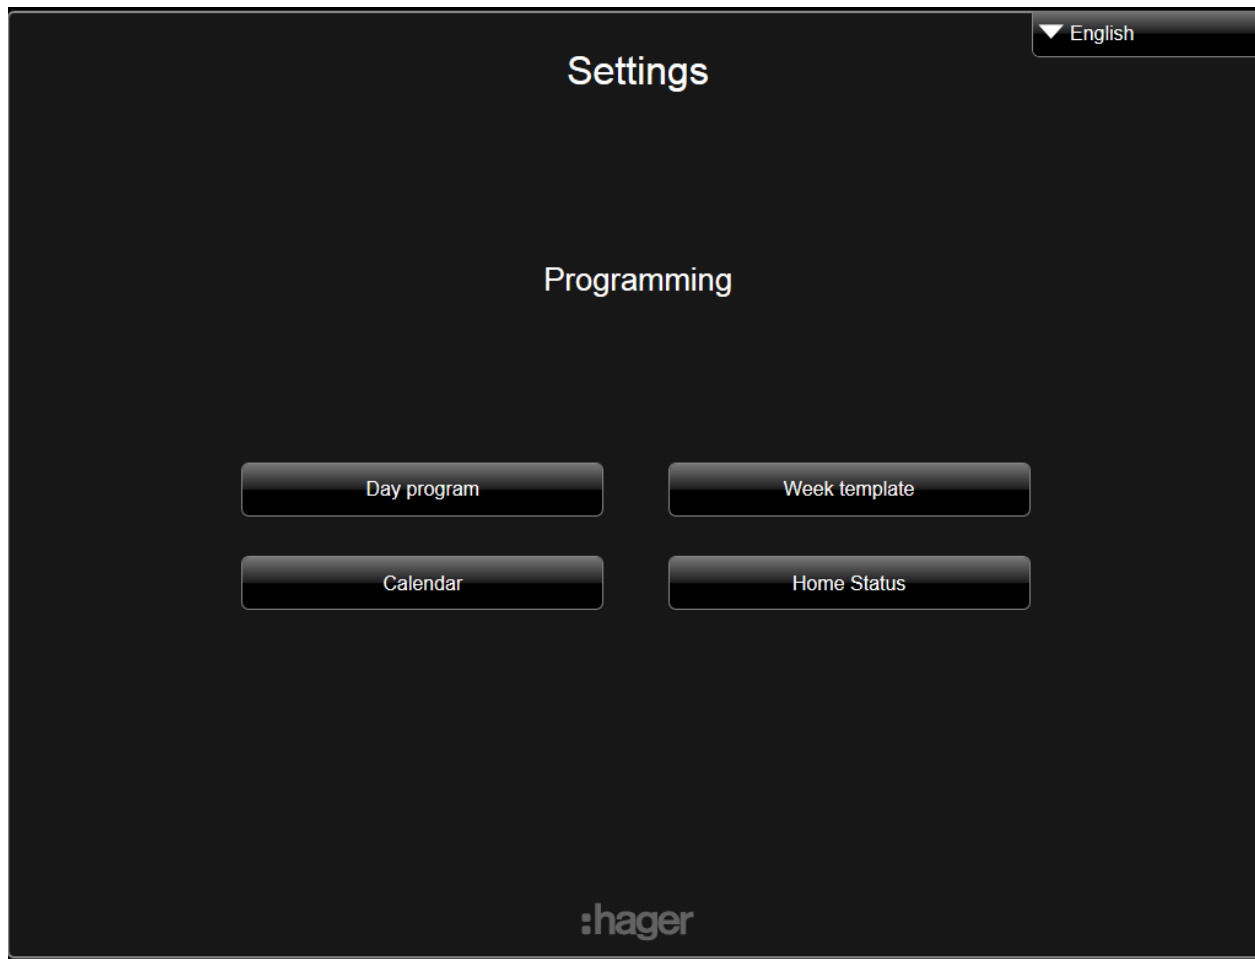 English
Settings
Programming
Day program
Week template
Calendar
Home Status
:hager